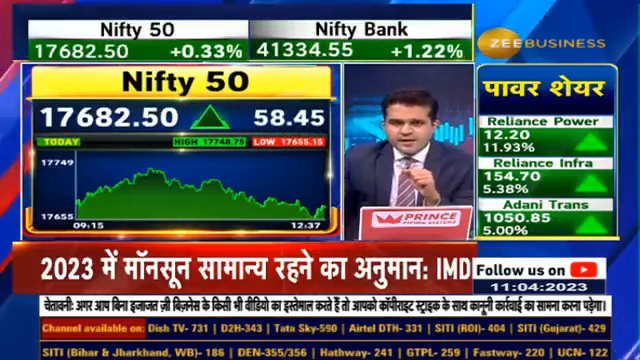 Nifty 50
17682.50 +0.33%
Nifty Bank
41334.55 +1.22%
ZEE BUSINESS
Nifty 50
17682.50 58.45
TODAY HIGH 17748.75 LOW 17655.15
17749
17655
09:15 12:37
PRINCE
PIPING SYSTEMS
पावर शेयर
Reliance Power
12.20
11.93%
Reliance Infra
154.70
5.38%
Adani Trans
1050.85
5.00%
2023 में मॉनसून सामान्य रहने का अनुमान: IMD
Follow us on
11:04:2023
चेतावनी: अगर आप बिना इजाजत ज़ी बिज़नेस के किसी भी वीडियो का इस्तेमाल करते हैं तो आपको कॉपीराइट स्ट्राइक के साथ कानूनी कार्रवाई का सामना करना पड़ेगा.
Channel available on: Dish TV- 731 | D2H-343 | Tata Sky-590 | Airtel DTH- 331 | SITI (ROI)- 404 | SITI (Gujarat)- 429
SITI (Bihar & Jharkhand, WB)- 186 | DEN-355/356 | Hathway- 241 | GTPL- 259 | Fastway- 220 | UCN- 122